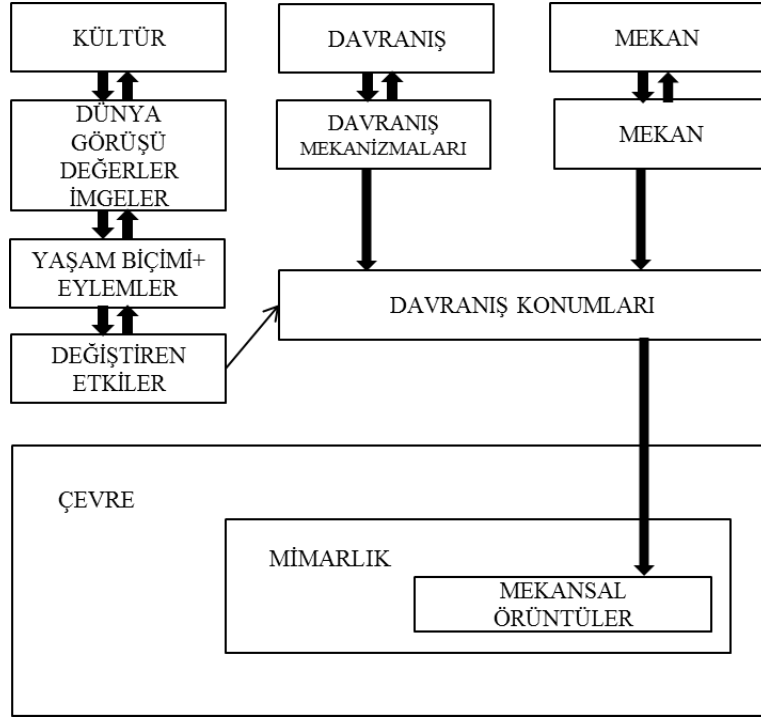 KÜLTÜR
DAVRANIŞ
MEKAN
DÜNYA
GÖRÜŞÜ
DEĞERLER
İMGELER
DAVRANIŞ
MEKANİZMALARI
MEKAN
YAŞAM BİÇİMİ+
EYLEMLER
DAVRANIŞ KONUMLARI
DEĞİŞTİREN
ETKİLER
ÇEVRE
MİMARLIK
MEKANSAL
ÖRÜNTÜLER